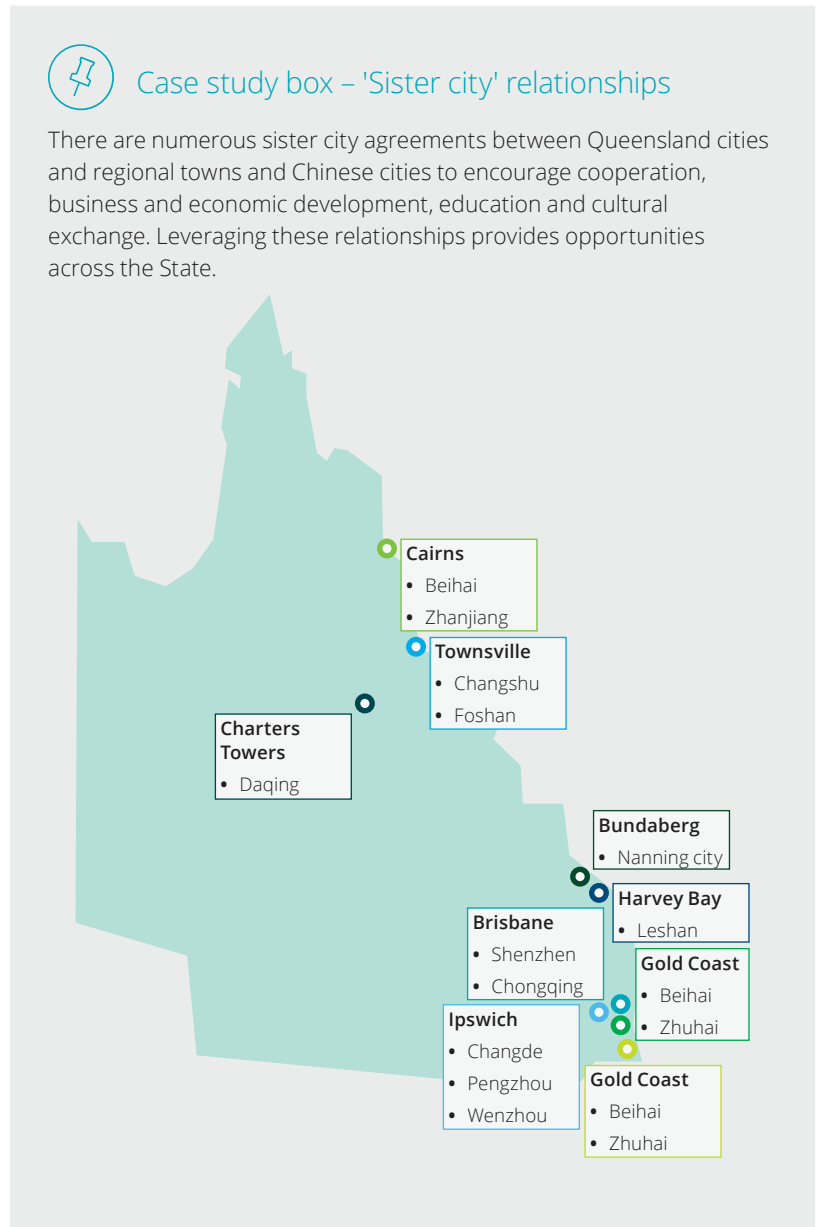 Case study box – 'Sister city' relationships
There are numerous sister city agreements between Queensland cities
and regional towns and Chinese cities to encourage cooperation,
business and economic development, education and cultural
exchange. Leveraging these relationships provides opportunities
across the State.
Cairns
• Beihai
• Zhanjiang
Townsville
• Changshu
• Foshan
Charters
Towers
• Daqing
Bundaberg
• Nanning city
Harvey Bay
• Leshan
Brisbane
• Shenzhen
• Chongqing
Gold Coast
• Beihai
• Zhuhai
Ipswich
• Changde
• Pengzhou
• Wenzhou
Gold Coast
• Beihai
• Zhuhai